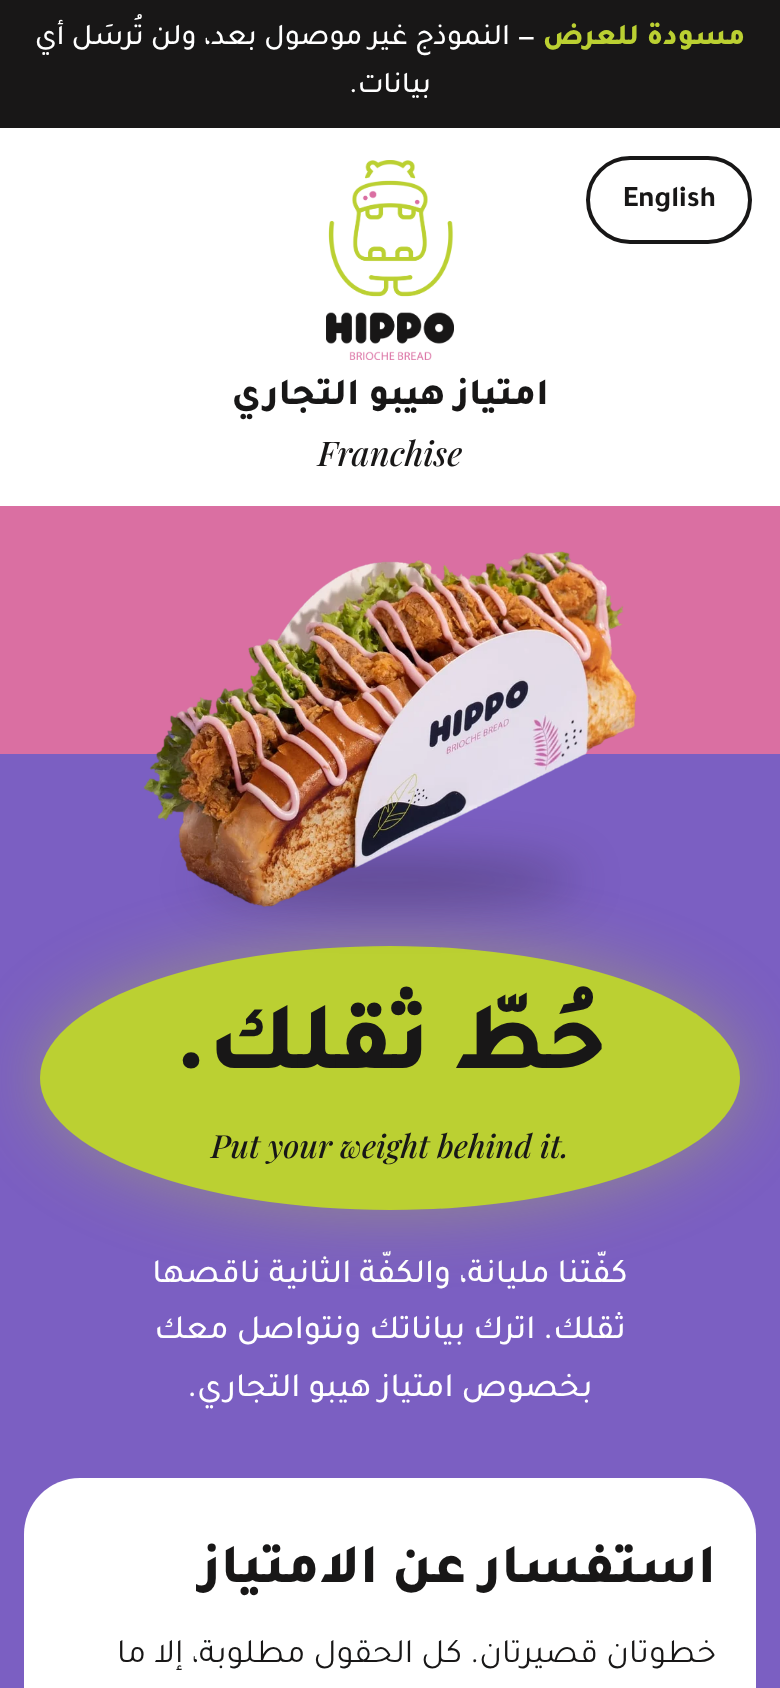 مسودة للعرض – النموذج غير موصول بعد، ولن تُرسَل أي
بيانات.
English
HIPPO
BRIOCHE BREAD
امتياز هيبو التجاري
Franchise
HIPPO
BRIOCHE BREAD
حُطّ ثقلك.
Put your weight behind it.
كفّتنا مليانة، والكفّة الثانية ناقصها
ثقلك. اترك بياناتك ونتواصل معك
بخصوص امتياز هيبو التجاري.
استفسار عن الامتياز
خطوتان قصيرتان. كل الحقول مطلوبة، إلا ما